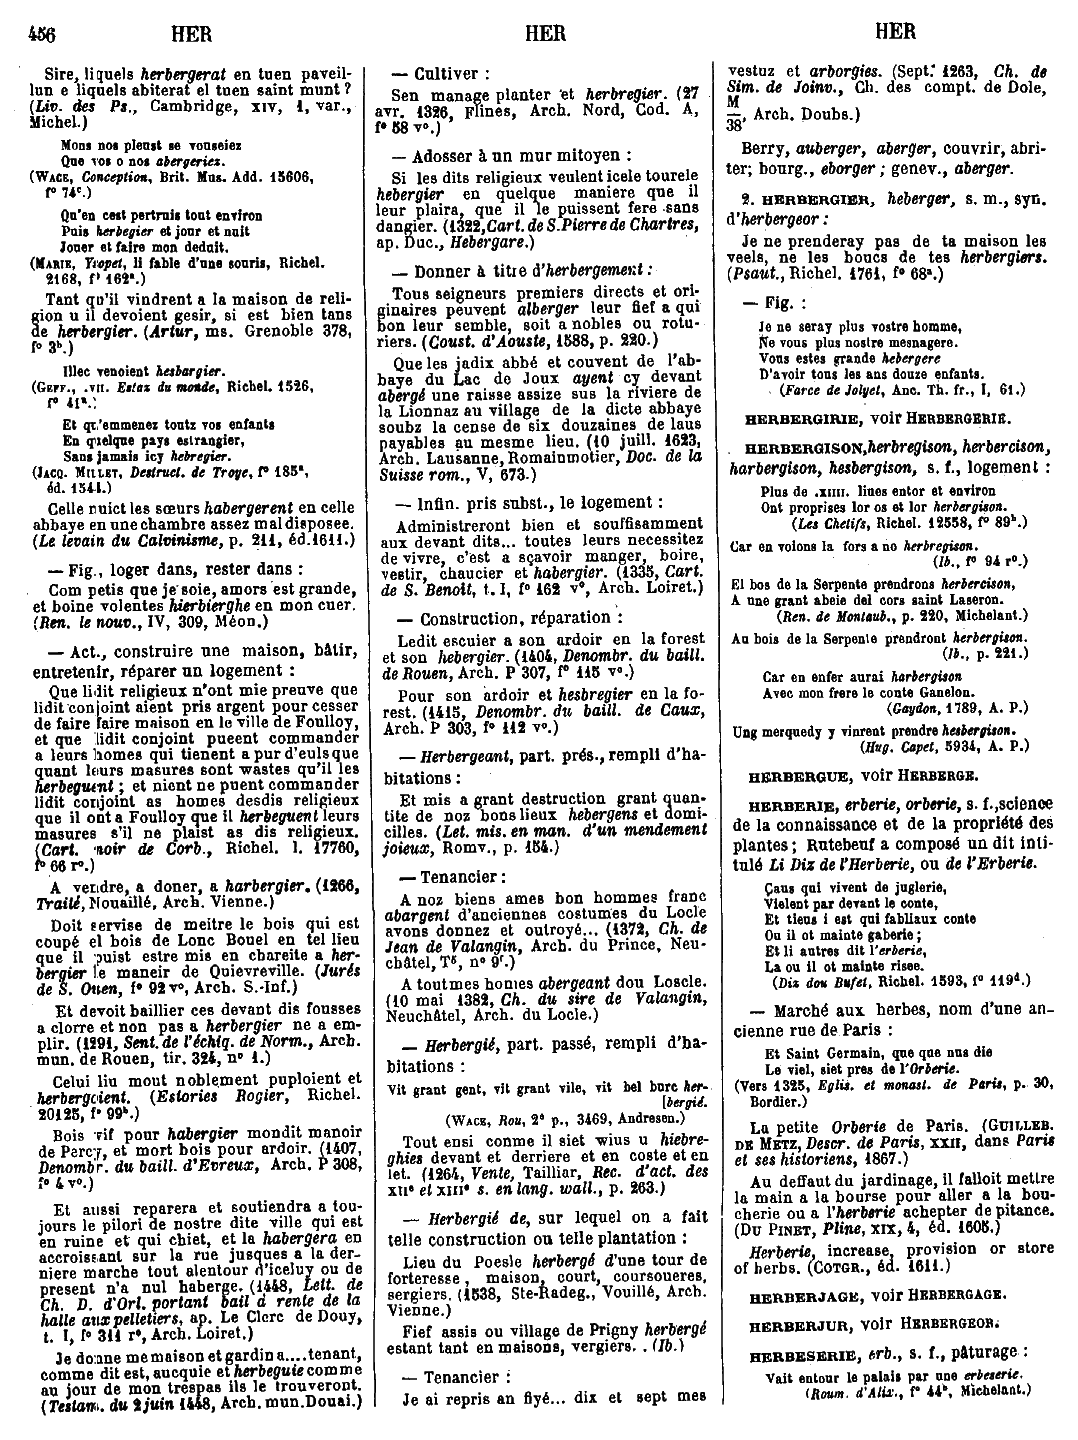 456 HER HER HER
Sire, liquels herbergerat en tuen paveil-
lun e liquels abiterat el tuen saint munt ?
(Liv. des Ps., Cambridge, XIV, 1, var.,
Michel.)
Mons nos pleust se vouseiez
Que vos o nos abergeriez.
(WACE, Conception, Brit. Mus. Add. 15606,
f° 74c.)
Qu'en cest pertruis tout environ
Puis herbegier et jour et nuit
Jouer et faire mon deduit.
(MARIE, Ysopet, li fable d'une souris, Richel.
2168, f° 162a.)
Tant qu'il vindrent a la maison de reli-
gion u il devoient gesir, si est bien tans
de herbergier. (Artur, ms. Grenoble 378,
f° 3b.)
Illec venoient hesbargier.
(GEFF., .VII. Estaz du monde, Richel. 1526,
f° 41a.)
Et qu'emmenez toutz vos enfants
En quelque pays estrangier,
Sans jamais icy hebregier.
(JACQ. MILLET, Destruct. de Troye, f° 185a,
éd. 1544.)
Celle nuict les sœurs habergerent en celle
abbaye en une chambre assez mal disposee.
(Le levain du Calvinisme, p. 211, éd. 1611.)
— Fig., loger dans, rester dans :
Com petis que je soie, amors est grande,
et boine volentes hierbierghe en mon cuer.
(Ren. le nouv., IV, 309, Méon.)
— Act., construire une maison, bâtir,
entretenir, réparer un logement :
Que lidit religieux n'ont mie preuve que
lidit conjoint aient pris argent pour cesser
de faire faire maison en le ville de Foulloy,
et que lidit conjoint pueent commander
a leurs homes qui tienent a pur d'euls que
quant leurs masures sont wastes qu'il les
herbeguent ; et nient ne puent commander
lidit conjoint as homes desdis religieux
que il ont a Foulloy que il herbeguent leurs
masures s'il ne plaist as dis religieux.
(Cart. noir de Corb., Richel. l. 17760,
f° 66 r°.)
A vendre, a doner, a harbergier. (1266,
Traité, Nouaillé, Arch. Vienne.)
Doit servise de meitre le bois qui est
coupé el bois de Lonc Bouel en tel lieu
que il puist estre mis en chareite a her-
bergier le maneir de Quievreville. (Jurés
de S. Ouen, f° 92 v°, Arch. S.-Inf.)
Et devoit baillier ces devant dis fousses
a clorre et non pas a herbergier ne a em-
plir. (1291, Sent. de l'échiq. de Norm., Arch.
mun. de Rouen, tir. 324, n° 1.)
Celui liu mout noblement puploient et
herbergoient. (Estories Rogier, Richel.
20125, f° 99b.)
Bois vif pour habergier mondit manoir
de Percy, et mort bois pour ardoir. (1407,
Denombr. du baill. d'Evreux, Arch. P 308,
f° 4 v°.)
Et aussi reparera et soutiendra a tou-
jours le pilori de nostre dite ville qui est
en ruine et qui chiet, et la habergera en
accroissant sur la rue jusques a la der-
niere marche tout alentour d'iceluy ou de
present n'a nul haberge. (1448, Lett. de
Ch. D. d'Orl. portant bail a rente de la
halle aux pelletiers, ap. Le Clerc de Douy,
t. I, f° 311 r°, Arch. Loiret.)
Je donne me maison et gardin a....tenant,
comme dit est, aucquie et herbeguie comme
au jour de mon trespas ils le trouveront.
(Testam. du 2 juin 1448, Arch. mun. Douai.)
— Cultiver :
Sen manage planter et herbregier. (27
avr. 1326, Flines, Arch. Nord, Cod. A,
f° 58 v°.)
— Adosser à un mur mitoyen :
Si les dits religieux veulent icele tourele
hebergier en quelque maniere que il
leur plaira, que il le puissent fere sans
dangier. (1322, Cart. de S. Pierre de Chartres,
ap. Duc., Hebergare.)
— Donner à titre d'herbergement :
Tous seigneurs premiers directs et ori-
ginaires peuvent alberger leur fief a qui
bon leur semble, soit a nobles ou rotu-
riers. (Coust. d'Aouste, 1588, p. 220.)
Que les jadix abbé et couvent de l'ab-
baye du Lac de Joux ayent cy devant
abergé une raisse assize sus la riviere de
la Lionnaz au village de la dicte abbaye
soubz la cense de six douzaines de laus
payables au mesme lieu. (10 juill. 1623,
Arch. Lausanne, Romainmotier, Doc. de la
Suisse rom., V, 673.)
— Infin. pris subst., le logement :
Administreront bien et souffisamment
aux devant dits... toutes leurs necessitez
de vivre, c'est a sçavoir manger, boire,
vestir, chaucier et habergier. (1335, Cart.
de S. Benoit, t. I, f° 162 v°, Arch. Loiret.)
— Construction, réparation :
Ledit escuier a son ardoir en la forest
et son hebergier. (1404, Denombr. du baill.
de Rouen, Arch. P 307, f° 115 v°.)
Pour son ardoir et hesbregier en la fo-
rest. (1415, Denombr. du baill. de Caux,
Arch. P 303, f° 112 v°.)
— Herbergeant, part. prés., rempli d'ha-
bitations :
Et mis a grant destruction grant quan-
tite de noz bons lieux hebergens et domi-
cilles. (Let. mis. en man. d'un mendement
joieux, Romv., p. 154.)
— Tenancier :
A noz biens ames bon hommes franc
abargent d'anciennes costumes du Locle
avons donnez et outroyé... (1372, Ch. de
Jean de Valangin, Arch. du Prince, Neu-
châtel, T5, n° 9r.)
A toutmes homes abergeant dou Loscle.
(10 mai 1382, Ch. du sire de Valangin,
Neuchâtel, Arch. du Locle.)
— Herbergié, part. passé, rempli d'ha-
bitations :
Vit grant gent, vit grant vile, vit bel burc her-
[bergié.
(WACE, Rou, 2e p., 3469, Andresen.)
Tout ensi conme il siet wius u hiebre-
ghies devant et derriere et en coste et en
let. (1264, Vente, Tailliar, Rec. d'act. des
XIIe et XIIIe s. en lang. wall., p. 263.)
— Herbergié de, sur lequel on a fait
telle construction ou telle plantation :
Lieu du Poesle herbergé d'une tour de
forteresse, maison, court, coursoueres,
sergiers. (1538, Ste-Radeg., Vouillé, Arch.
Vienne.)
Fief assis ou village de Prigny herbergé
estant tant en maisons, vergiers. . (Ib.)
— Tenancier :
Je ai repris an fiyé... dix et sept mes
vestuz et arborgies. (Sept. 1263, Ch. de
Sim. de Joinv., Ch. des compt. de Dole,
M
38, Arch. Doubs.)
Berry, auberger, aberger, couvrir, abri-
ter; bourg., eborger ; genev., aberger.
2. HERBERGIER, heberger, s. m., syn.
d'herbergeor :
Je ne prenderay pas de ta maison les
veels, ne les boucs de tes herbergiers.
(Psaut., Richel. 1761, f° 68a.)
— Fig. :
Je ne seray plus vostre homme,
Ne vous plus nostre mesnagere.
Vous estes grande hebergere
D'avoir tous les ans douze enfants.
(Farce de Jolyet, Anc. Th. fr., I, 61.)
HERBERGIRIE, voir HERBERGERIE.
HERBERGISON, herbregison, herbercison,
harbergison, hesbergison, s. f., logement :
Plus de .XIIII. liues entor et environ
Ont proprises lor os et lor herbergison.
(Les Chetifs, Richel. 12558, f° 89b.)
Car en volons la fors a no herbregison.
(Ib., f° 94 r°.)
El bos de la Serpente prendrons herbercison,
A une grant abeie del cors saint Laseron.
(Ren. de Montaub., p. 220, Michelant.)
Au bois de la Serpente prendront herbergison.
(Ib., p. 221.)
Car en enfer aurai harbergison
Avec mon frere le conte Ganelon.
(Gaydon, 1789, A. P.)
Ung merquedy y vinrent prendre hesbergison.
(Hug. Capet, 5934, A. P.)
HERBERGUE, voir HERBERGE.
HERBERIE, erberie, orberie, s. f., science
de la connaissance et de la propriété des
plantes ; Rutebeuf a composé un dit inti-
tulé Li Diz de l'Herberie, ou de l'Erberie.
Çaus qui vivent de juglerie,
Vielent par devant le conte,
Et tieus i est qui fabliaux conte
Ou il ot mainte gaberie ;
Et li autres dit l'erberie,
La ou il ot mainte risee.
(Diz dou Bufet, Richel. 1593, f° 119d.)
— Marché aux herbes, nom d'une an-
cienne rue de Paris :
Et Saint Germain, que que nus die
Le viel, siet pres de l'Orberie.
(Vers 1325, Eglis. et monast. de Paris, p. 30,
Bordier.)
La petite Orberie de Paris. (GUILLEB.
DE METZ, Descr. de Paris, XXII, dans Paris
et ses historiens, 1867.)
Au deffaut du jardinage, il falloit mettre
la main a la bourse pour aller a la bou-
cherie ou a l'herberie achepter de pitance.
(DU PINET, Pline, XIX, 4, éd. 1605.)
Herberie, increase, provision or store
of herbs. (COTGR., éd. 1611.)
HERBERJAGE, voir HERBERGAGE.
HERBERJUR, voir HERBERGEOR.
HERBESERIE, erb., s. f., pâturage :
Vait entour le palais par une erbeserie.
(Roum. d'Alix., f° 44b, Michelant.)